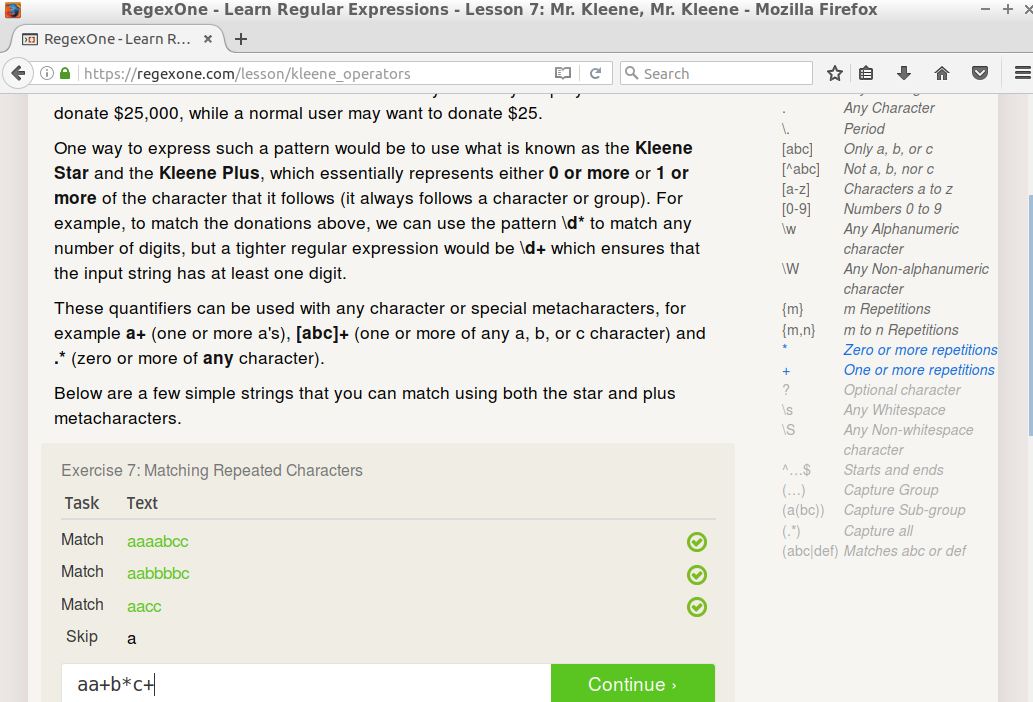 RegexOne - Learn Regular Expressions - Lesson 7: Mr. Kleene, Mr. Kleene - Mozilla Firefox
RegexOne - Learn R...
https://regexone.com/lesson/kleene_operators
Search
donate $25,000, while a normal user may want to donate $25.
One way to express such a pattern would be to use what is known as the Kleene
Star and the Kleene Plus, which essentially represents either 0 or more or 1 or
more of the character that it follows (it always follows a character or group). For
example, to match the donations above, we can use the pattern \d* to match any
number of digits, but a tighter regular expression would be \d+ which ensures that
the input string has at least one digit.
These quantifiers can be used with any character or special metacharacters, for
example a+ (one or more a's), [abc]+ (one or more of any a, b, or c character) and
.* (zero or more of any character).
Below are a few simple strings that you can match using both the star and plus
metacharacters.
Exercise 7: Matching Repeated Characters
Task Text
Match aaaabcc
Match aabbbbc
Match aacc
Skip a
aa+b*c+
Continue ›
. Any Character
\. Period
[abc] Only a, b, or c
[^abc] Not a, b, nor c
[a-z] Characters a to z
[0-9] Numbers 0 to 9
\w Any Alphanumeric
character
\W Any Non-alphanumeric
character
{m} m Repetitions
{m,n} m to n Repetitions
* Zero or more repetitions
+ One or more repetitions
? Optional character
\s Any Whitespace
\S Any Non-whitespace
character
^...$ Starts and ends
(...) Capture Group
(a(bc)) Capture Sub-group
(.*) Capture all
(abc|def) Matches abc or def